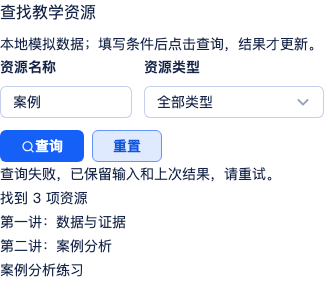 查找教学资源
本地模拟数据；填写条件后点击查询，结果才更新。
资源名称 资源类型
案例 全部类型
查询 重置
查询失败，已保留输入和上次结果，请重试。
找到 3 项资源
第一讲：数据与证据
第二讲：案例分析
案例分析练习